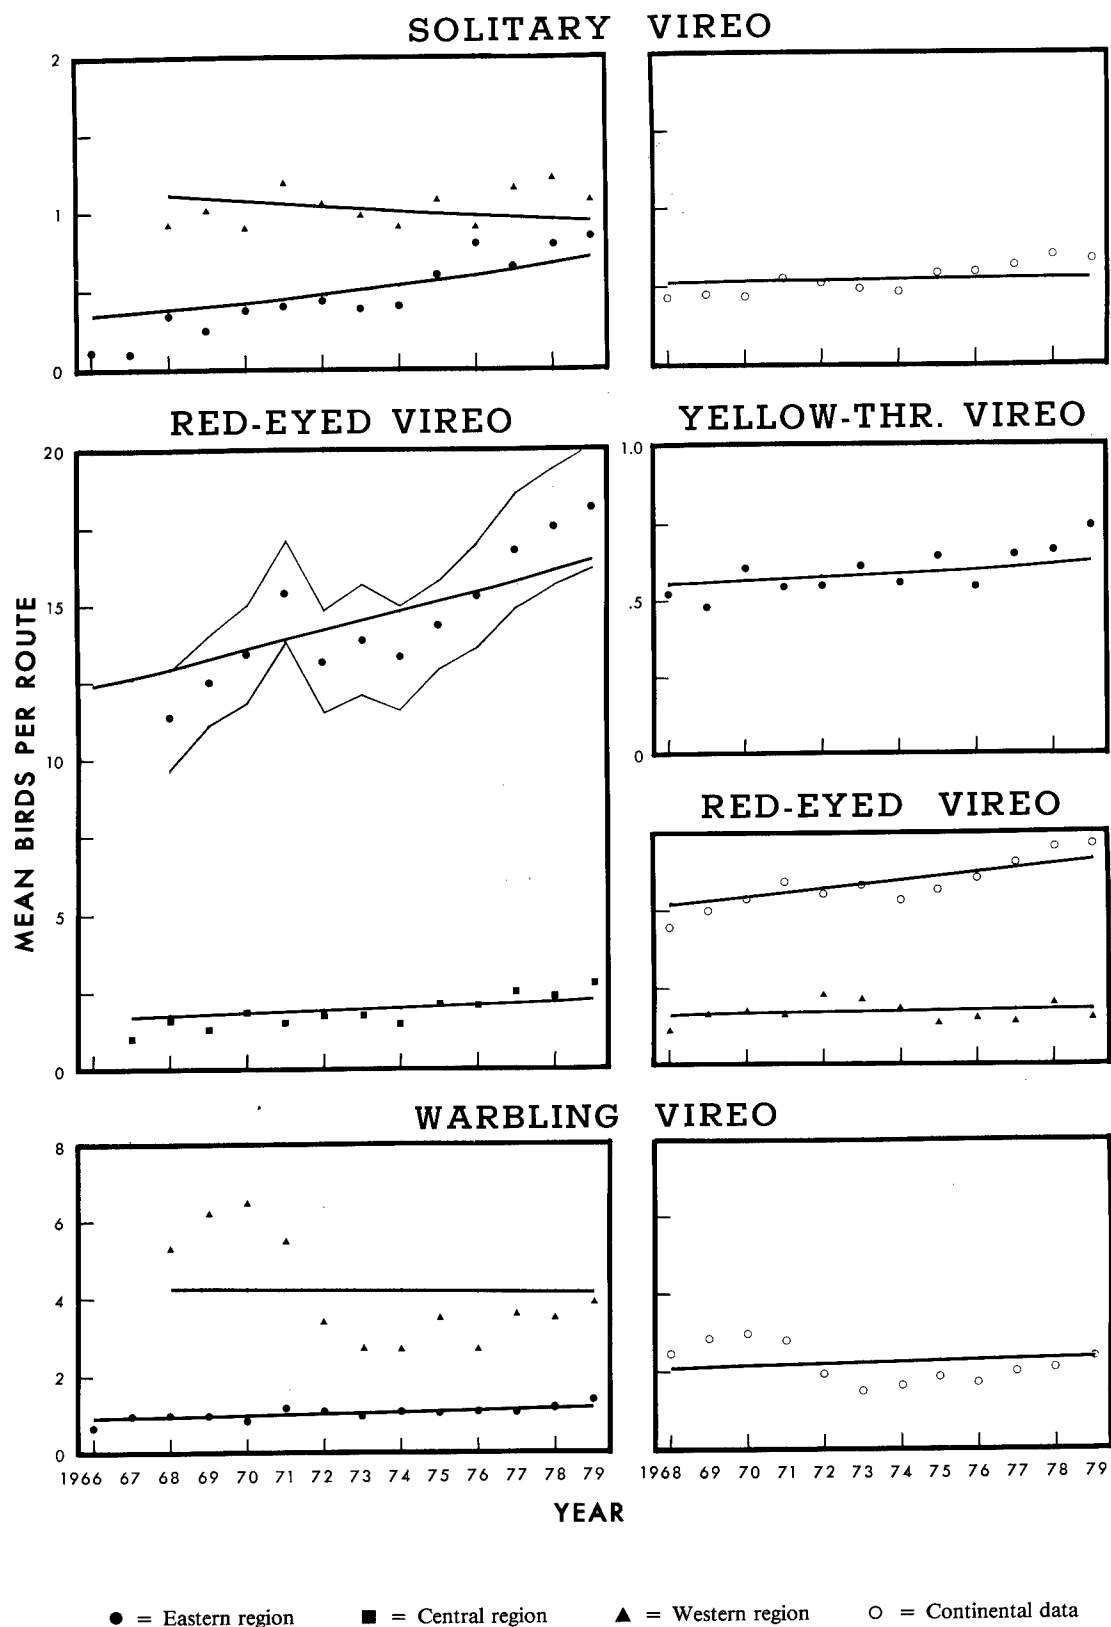 SOLITARY VIREO
2
1
0
RED-EYED VIREO
YELLOW-THR. VIREO
20
15
10
5
0
1.0
.5
0
MEAN BIRDS PER ROUTE
RED-EYED VIREO
WARBLING VIREO
8
6
4
2
0
1966 67 68 69 70 71 72 73 74 75 76 77 78 79
1968 69 70 71 72 73 74 75 76 77 78 79
YEAR
● = Eastern region ■ = Central region ▲ = Western region ○ = Continental data